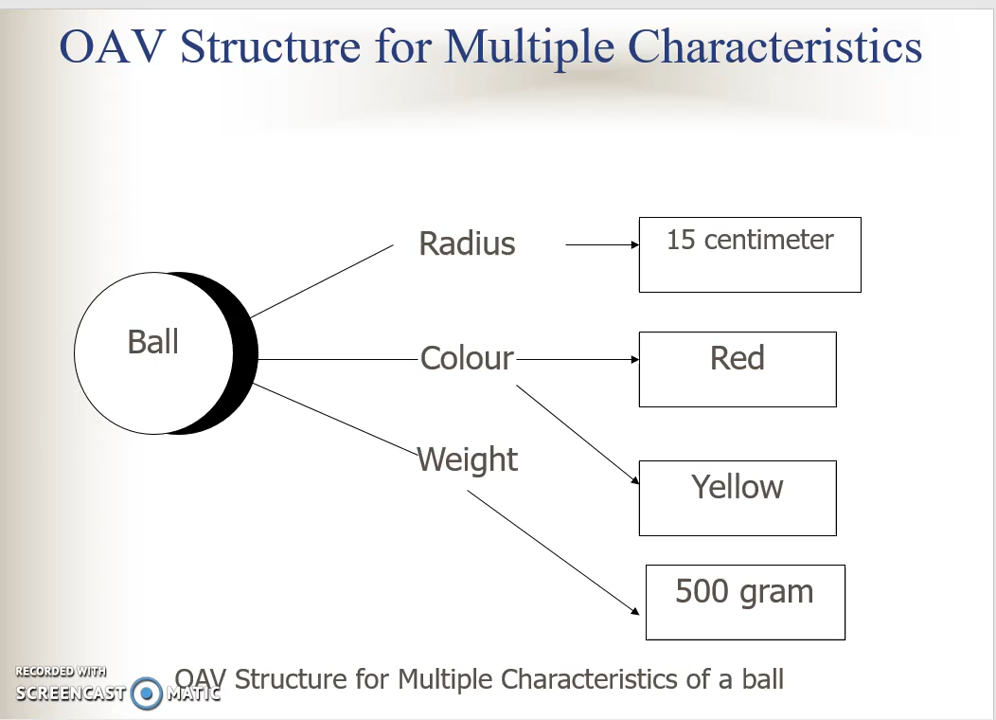 OAV Structure for Multiple Characteristics
Radius
15 centimeter
Ball
Colour
Red
Weight
Yellow
500 gram
OAV Structure for Multiple Characteristics of a ball
RECORDED WITH
SCREENCAST MATIC